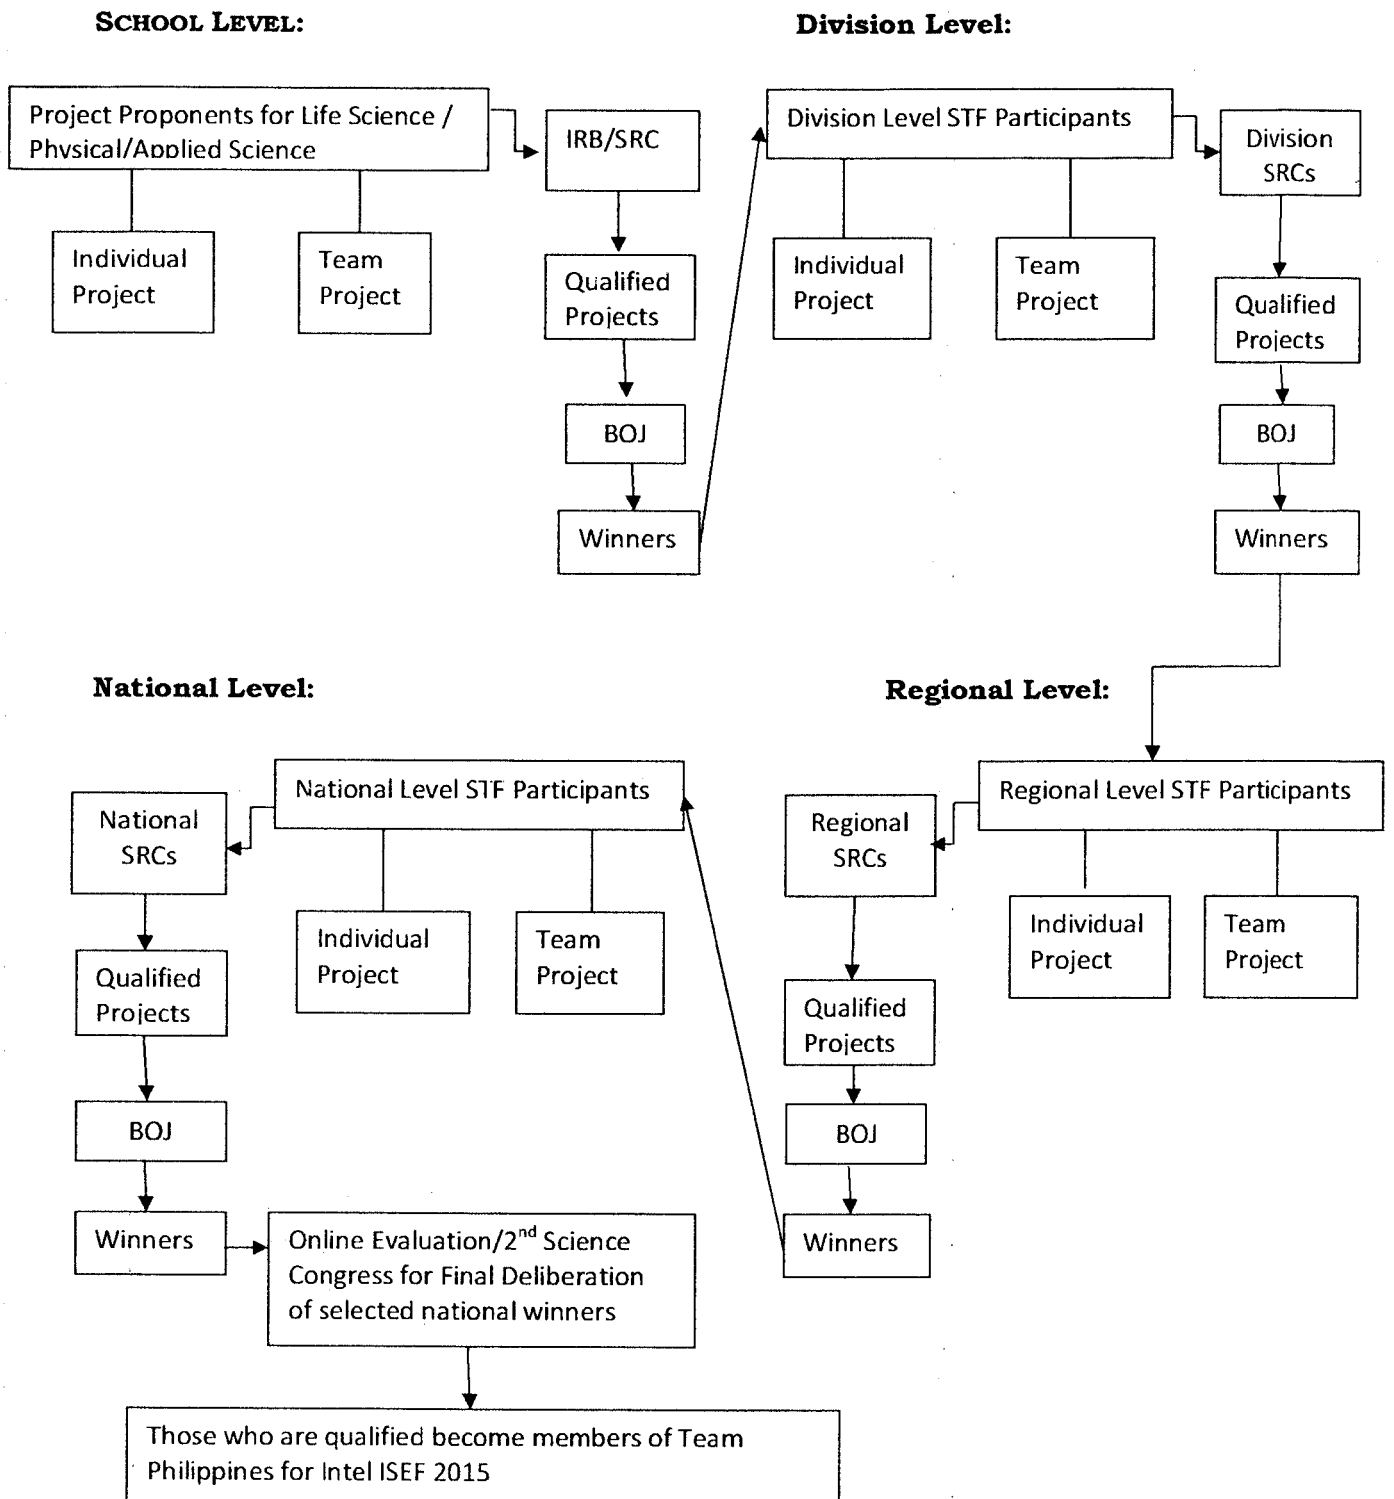 SCHOOL LEVEL:
Project Proponents for Life Science /
Physical/Applied Science
Individual
Project
Team
Project
IRB/SRC
Qualified
Projects
BOJ
Winners
Division Level:
Division Level STF Participants
Individual
Project
Team
Project
Division
SRCs
Qualified
Projects
BOJ
Winners
Regional Level:
Regional Level STF Participants
Individual
Project
Team
Project
Regional
SRCs
Qualified
Projects
BOJ
Winners
National Level:
National Level STF Participants
Individual
Project
Team
Project
National
SRCs
Qualified
Projects
BOJ
Winners
Online Evaluation/2nd Science
Congress for Final Deliberation
of selected national winners
Those who are qualified become members of Team
Philippines for Intel ISEF 2015